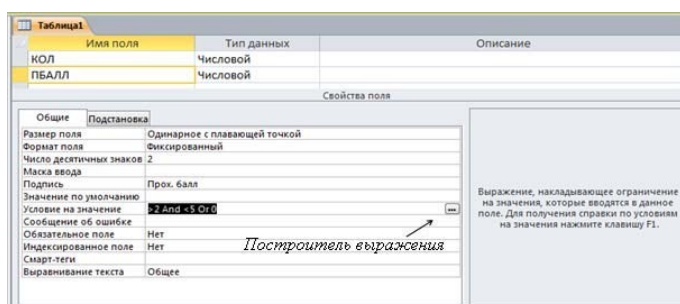 Таблица1
Имя поля Тип данных Описание
КОЛ Числовой
ПБАЛЛ Числовой
Свойства поля
Общие Подстановка
Размер поля Одинарное с плавающей точкой
Формат поля Фиксированный
Число десятичных знаков 2
Маска ввода
Подпись Прох. балл
Значение по умолчанию
Условие на значение >2 And <5 Or 0 ...
Сообщение об ошибке
Обязательное поле Нет
Индексированное поле Нет
Смарт-теги
Выравнивание текста Общее
Построитель выражения
Выражение, накладывающее ограничение
на значения, которые вводятся в данное
поле. Для получения справки по условиям
на значения нажмите клавишу F1.